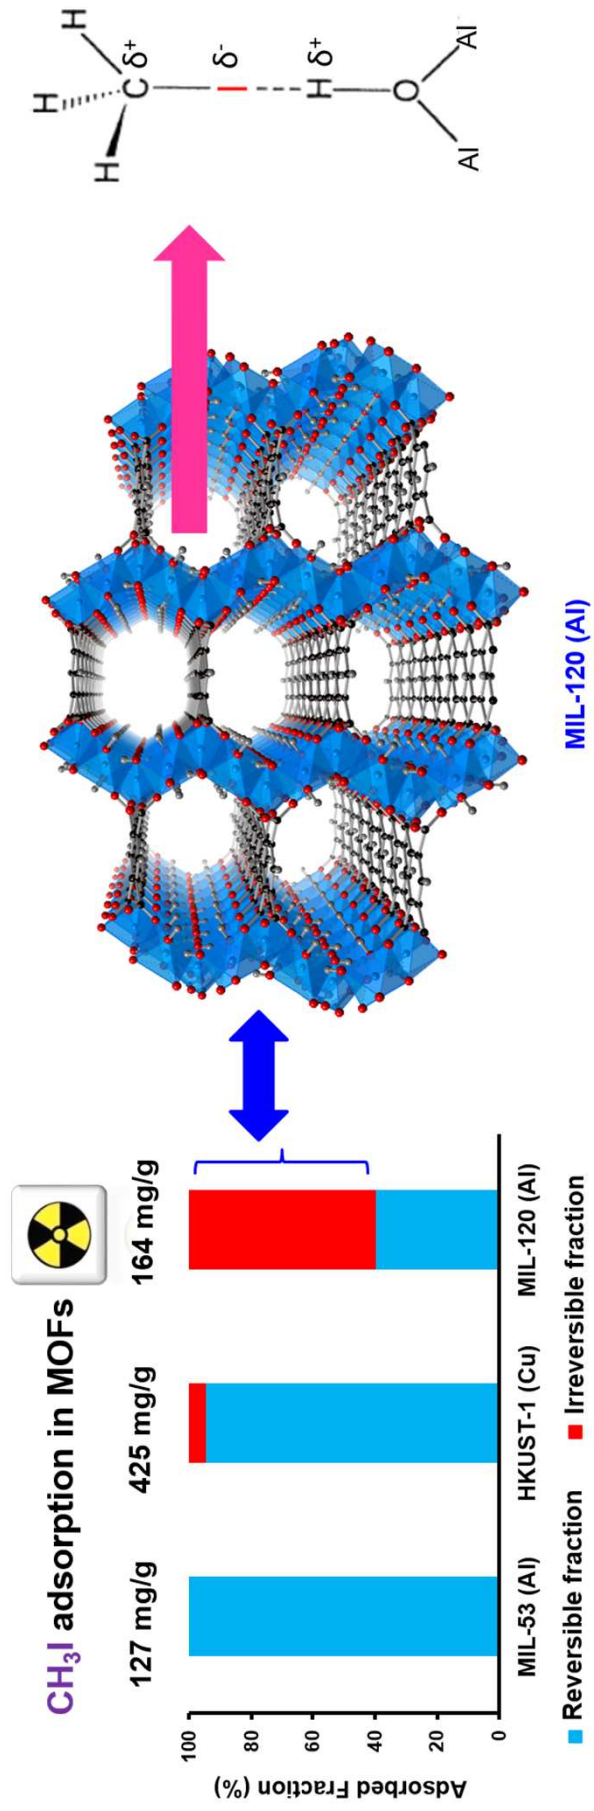 CH₃I adsorption in MOFs
127 mg/g
425 mg/g
164 mg/g
Adsorbed Fraction (%)
100
80
60
40
20
0
MIL-53 (Al)
HKUST-1 (Cu)
MIL-120 (Al)
Reversible fraction
Irreversible fraction
MIL-120 (Al)
H
H
H
C δ+
I δ-
H δ+
O
Al
Al